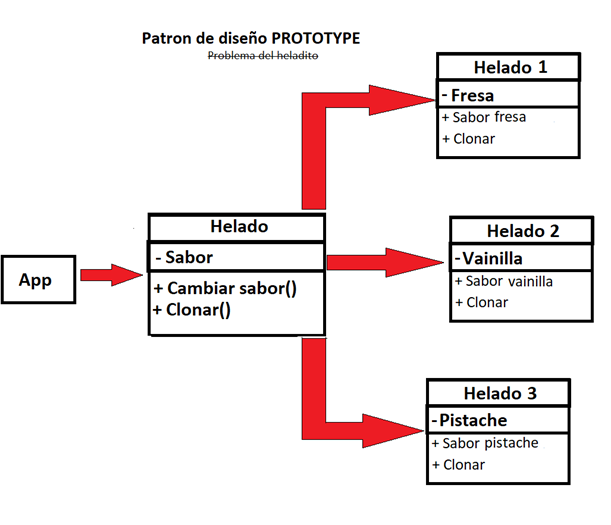 Patron de diseño PROTOTYPE
Problema del heladito
Helado 1
- Fresa
+ Sabor fresa
+ Clonar
Helado
- Sabor
+ Cambiar sabor()
+ Clonar()
App
Helado 2
-Vainilla
+ Sabor vainilla
+ Clonar
Helado 3
-Pistache
+ Sabor pistache
+ Clonar